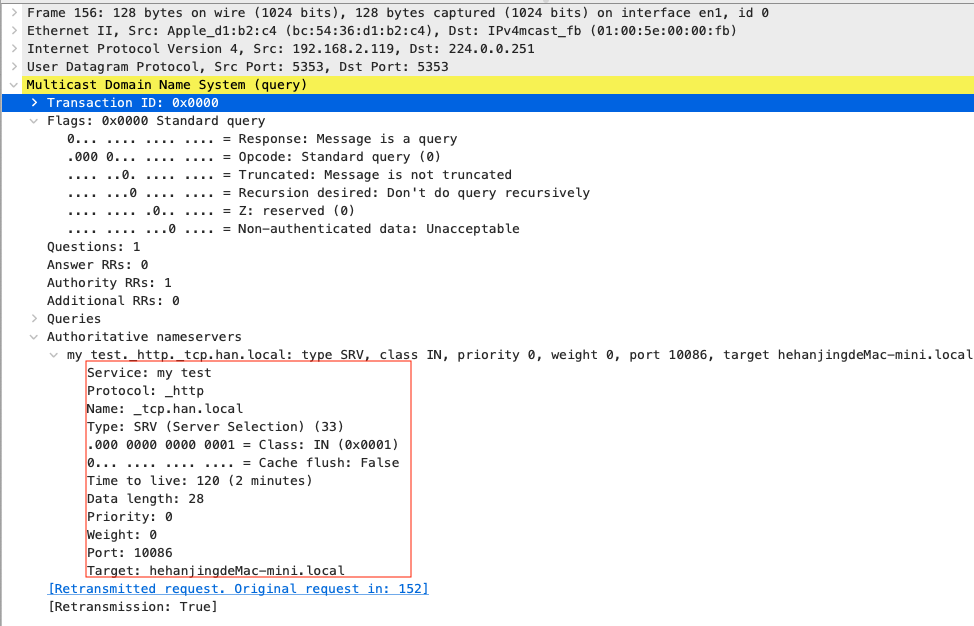 Frame 156: 128 bytes on wire (1024 bits), 128 bytes captured (1024 bits) on interface en1, id 0
Ethernet II, Src: Apple_d1:b2:c4 (bc:54:36:d1:b2:c4), Dst: IPv4mcast_fb (01:00:5e:00:00:fb)
Internet Protocol Version 4, Src: 192.168.2.119, Dst: 224.0.0.251
User Datagram Protocol, Src Port: 5353, Dst Port: 5353
Multicast Domain Name System (query)
Transaction ID: 0x0000
Flags: 0x0000 Standard query
0... .... .... .... = Response: Message is a query
.000 0... .... .... = Opcode: Standard query (0)
.... ..0. .... .... = Truncated: Message is not truncated
.... ...0 .... .... = Recursion desired: Don't do query recursively
.... .... .0.. .... = Z: reserved (0)
.... .... ...0 .... = Non-authenticated data: Unacceptable
Questions: 1
Answer RRs: 0
Authority RRs: 1
Additional RRs: 0
Queries
Authoritative nameservers
my test._http._tcp.han.local: type SRV, class IN, priority 0, weight 0, port 10086, target hehanjingdeMac-mini.local
Service: my test
Protocol: _http
Name: _tcp.han.local
Type: SRV (Server Selection) (33)
.000 0000 0000 0001 = Class: IN (0x0001)
0... .... .... .... = Cache flush: False
Time to live: 120 (2 minutes)
Data length: 28
Priority: 0
Weight: 0
Port: 10086
Target: hehanjingdeMac-mini.local
[Retransmitted request. Original request in: 152]
[Retransmission: True]